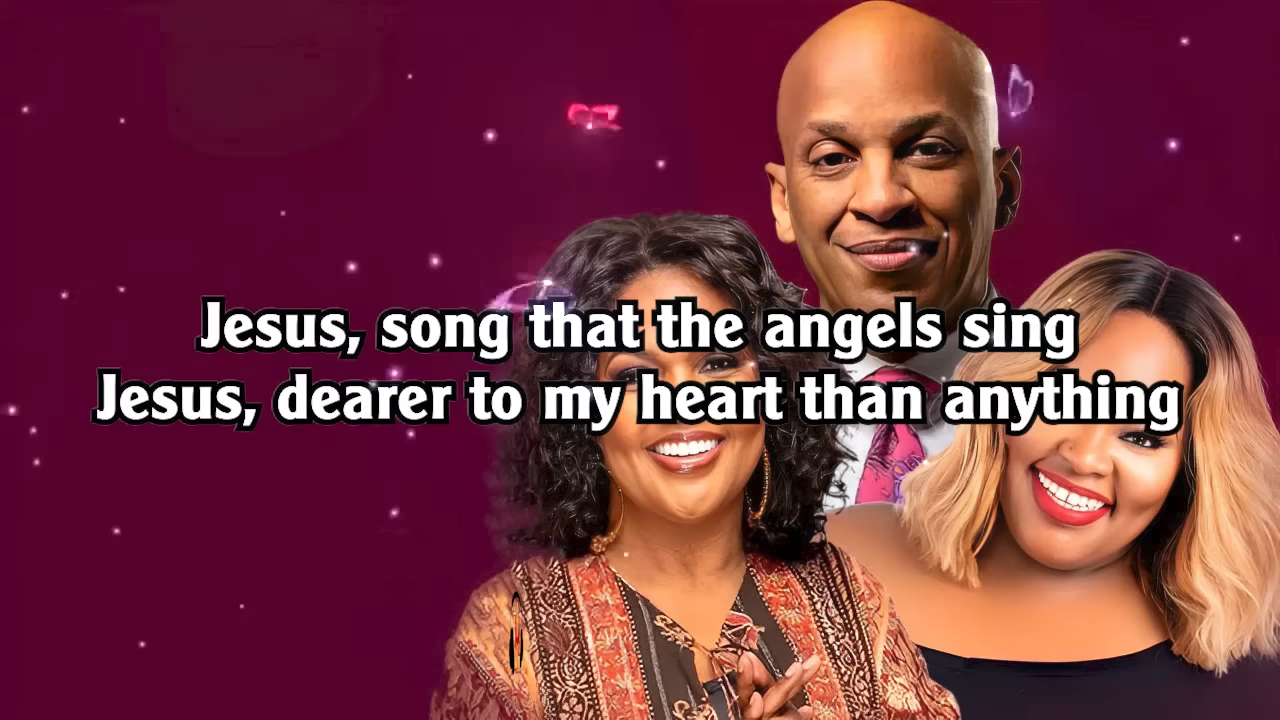 Jesus, song that the angels sing
Jesus, dearer to my heart than anything